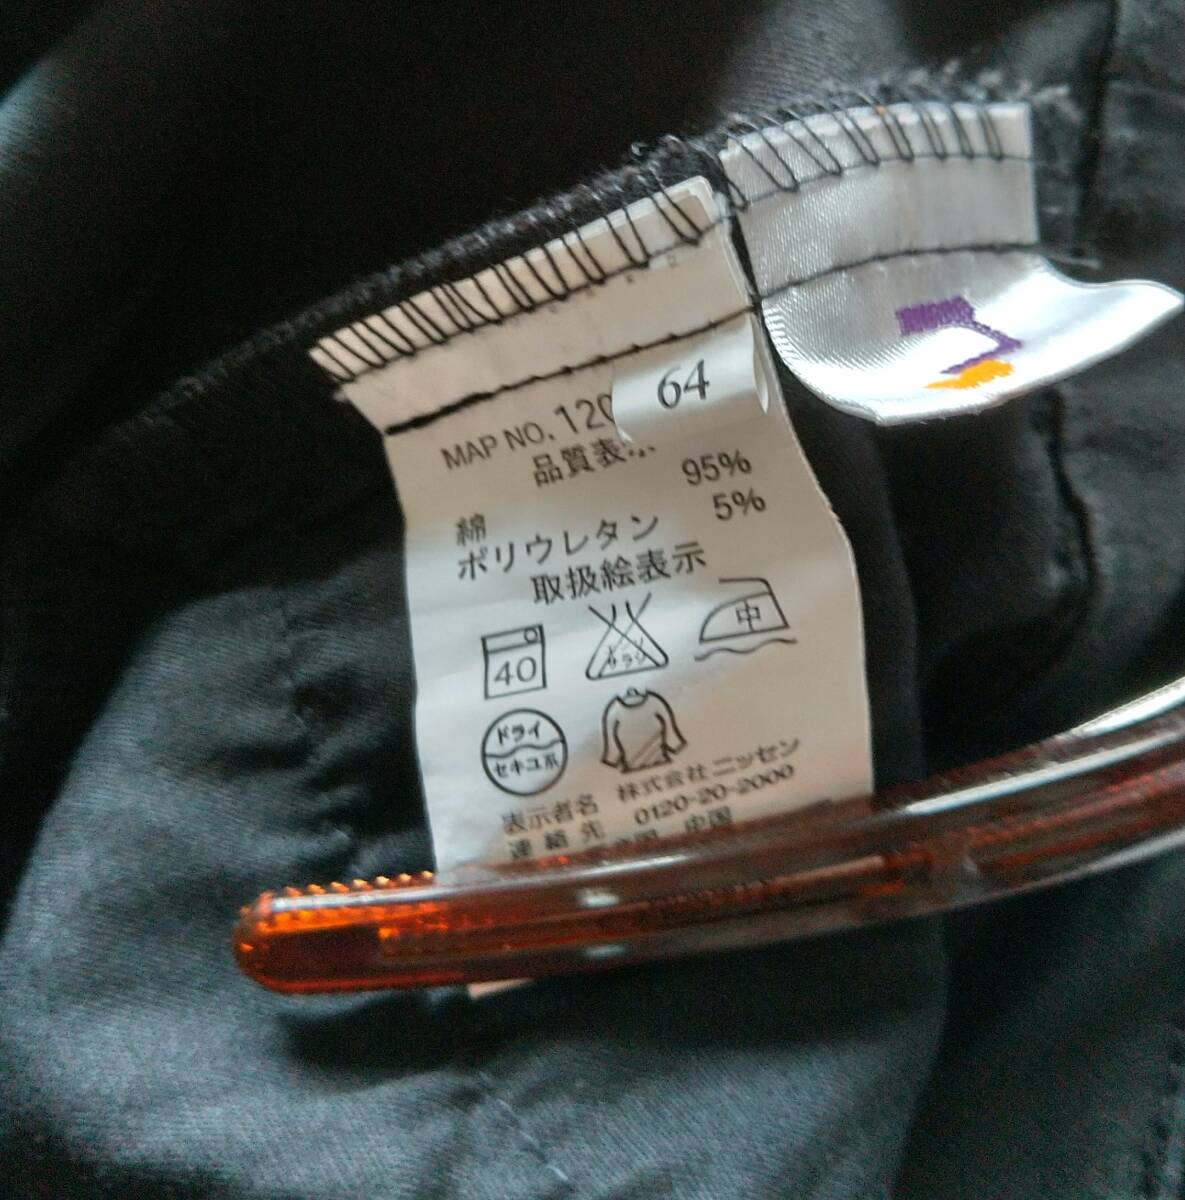 64
MAP NO. 120
品質表示
綿 95%
ポリウレタン 5%
取扱絵表示
40
中
ドライ
セキユ系
表示者名 株式会社 ニッセン
連絡先 0120-20-2000
中国